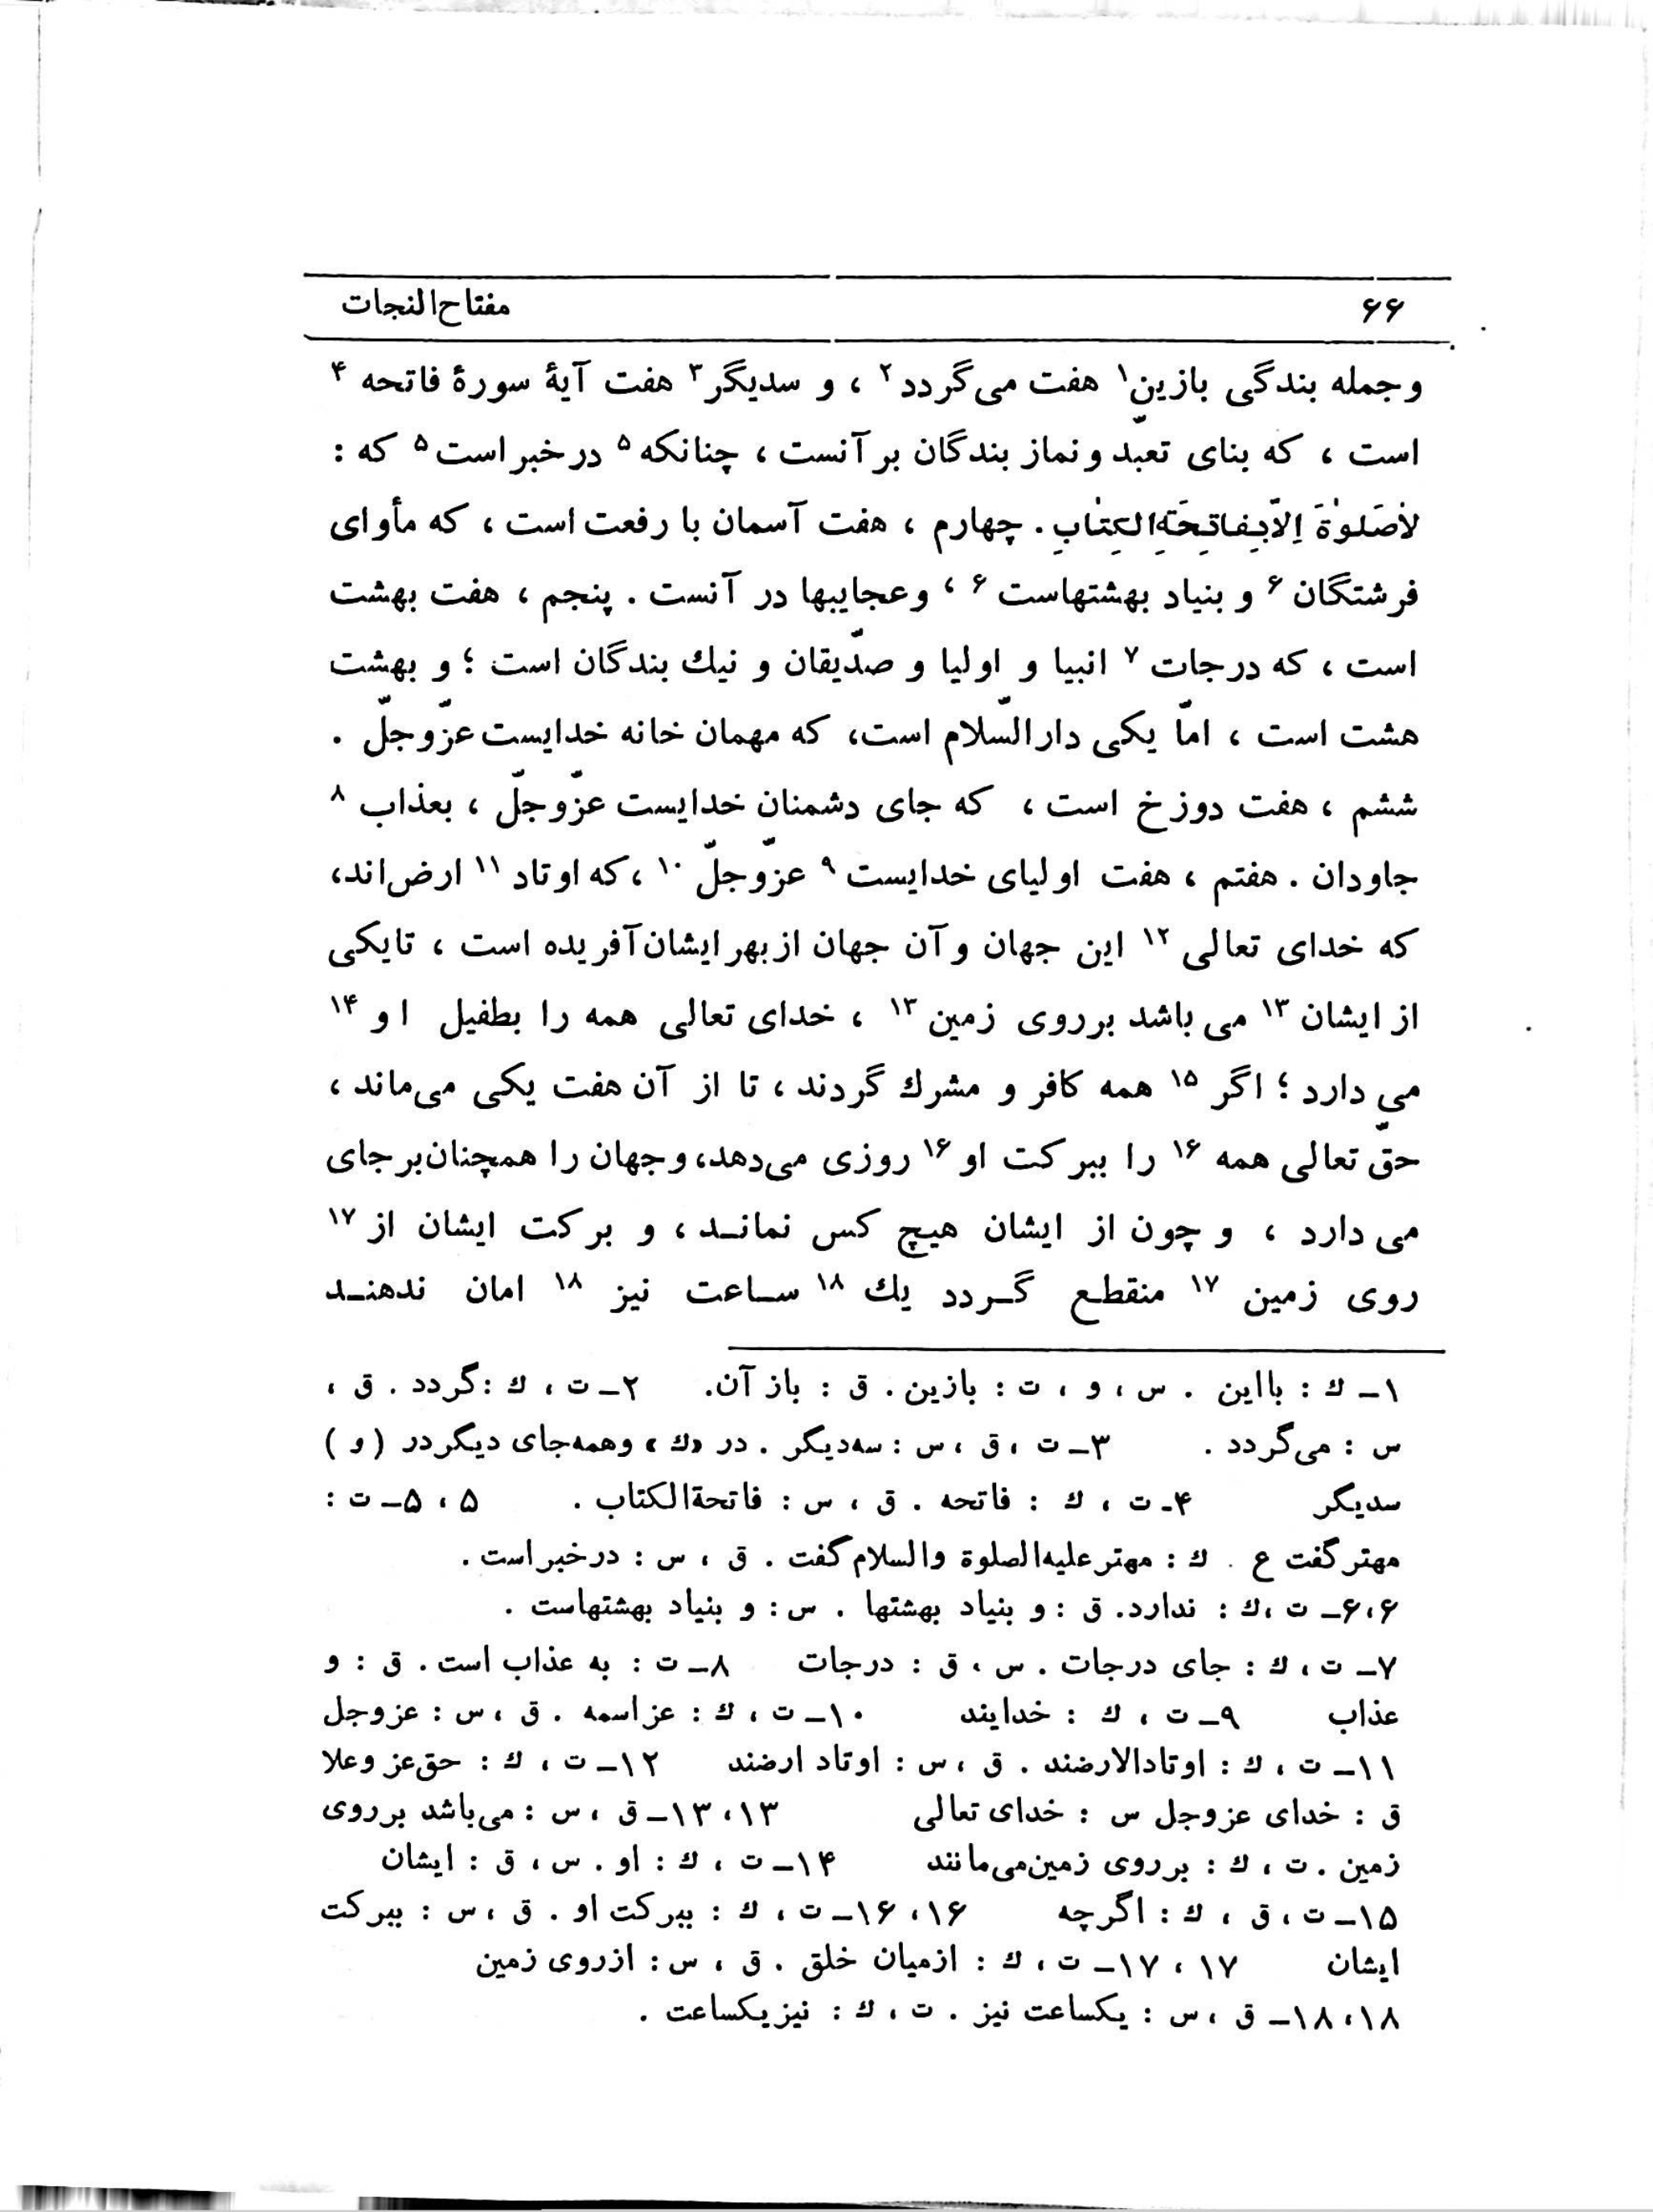 ۶۶ مفتاح‌النجات
وجمله بندگی بازین۱ هفت می‌گردد۲ ، و سدیگر۳ هفت آیهٔ سورهٔ فاتحه ۴
است ، که بنای تعبّد و نماز بندگان بر آنست ، چنانکه ۵ در خبر است ۵ که :
لاٰصَلوٰةَ اِلاّبِفاتِحَةِالکِتٰابِ . چهارم ، هفت آسمان با رفعت است ، که مأوای
فرشتگان ۶ و بنیاد بهشتهاست ۶ ، وعجایبها در آنست . پنجم ، هفت بهشت
است ، که درجات ۷ انبیا و اولیا و صدّیقان و نیك بندگان است ؛ و بهشت
هشت است ، امّا یکی دارالسّلام است، که مهمان خانه خدایست عزّوجلّ .
ششم ، هفت دوزخ است ، که جای دشمنان خدایست عزّوجلّ ، بعذاب ۸
جاودان . هفتم ، هفت اولیای خدایست ۹ عزّوجلّ ۱۰ ،که اوتاد ۱۱ ارض‌اند،
که خدای تعالی ۱۲ این جهان وآن جهان ازبهر ایشان‌آفریده است ، تایکی
از ایشان ۱۳ می باشد برروی زمین ۱۳ ، خدای تعالی همه را بطفیل او ۱۴
می دارد ؛ اگر ۱۵ همه کافر و مشرك گردند ، تا از آن هفت یکی می‌ماند ،
حقّ تعالی همه ۱۶ را ببرکت او ۱۶ روزی می‌دهد، وجهان را همچنان‌برجای
می دارد ، و چون از ایشان هیچ کس نمانــد ، و برکت ایشان از ۱۷
روی زمین ۱۷ منقطع گــردد یك ۱۸ ســاعت نیز ۱۸ امان ندهنــد
۱ــ ك : بااین . س ، و ، ت : بازین . ق : باز آن. ۲ــ ت ، ك :گردد . ق ،
س : می‌گردد . ۳ــ ت ،ق ،س : سه‌دیگر . در «ك» وهمه‌جای دیگردر (و)
سدیگر ۴ـ ت ، ك : فاتحه . ق ، س : فاتحةالکتاب . ۵ ،۵ــ ت :
مهترگفت ع . ك : مهترعلیه‌الصلوة والسلام‌گفت . ق ، س : درخبراست .
۶،۶ــ ت ،ك : ندارد. ق : و بنیاد بهشتها . س : و بنیاد بهشتهاست .
۷ــ ت ، ك : جای درجات . س ، ق : درجات ۸ــ ت : به عذاب است . ق : و
عذاب ۹ــ ت ، ك : خدایند ۱۰ــ ت ، ك : عزاسمه . ق ،س : عزوجل
۱۱ــ ت ، ك : اوتادالارضند . ق ،س : اوتاد ارضند ۱۲ــ ت ، ك : حق‌عز وعلا
ق : خدای عزوجل س : خدای تعالی ۱۳،۱۳ــ ق ،س : می‌باشد برروی
زمین . ت ، ك : برروی زمین‌می‌مانند ۱۴ــ ت ، ك : او . س ، ق : ایشان
۱۵ــ ت ،ق ، ك : اگرچه ۱۶،۱۶ــ ت ، ك : ببرکت او . ق ،س : ببرکت
ایشان ۱۷ ،۱۷ــ ت ، ك : ازمیان خلق . ق ، س : ازروی زمین
۱۸،۱۸ــ ق ،س : یکساعت نیز . ت ، ك : نیزیکساعت .